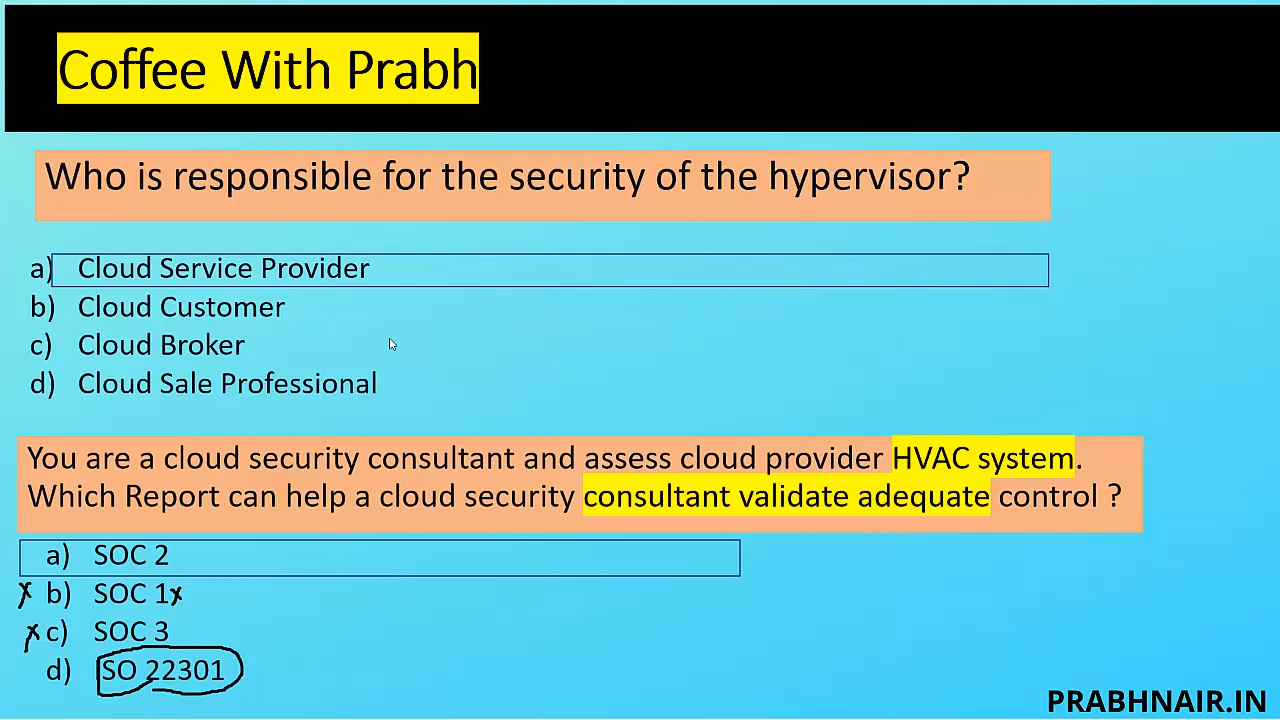 Coffee With Prabh
Who is responsible for the security of the hypervisor?
a) Cloud Service Provider
b) Cloud Customer
c) Cloud Broker
d) Cloud Sale Professional
You are a cloud security consultant and assess cloud provider HVAC system.
Which Report can help a cloud security consultant validate adequate control ?
a) SOC 2
x b) SOC 1x
x c) SOC 3
d) SO 22301
PRABHNAIR.IN